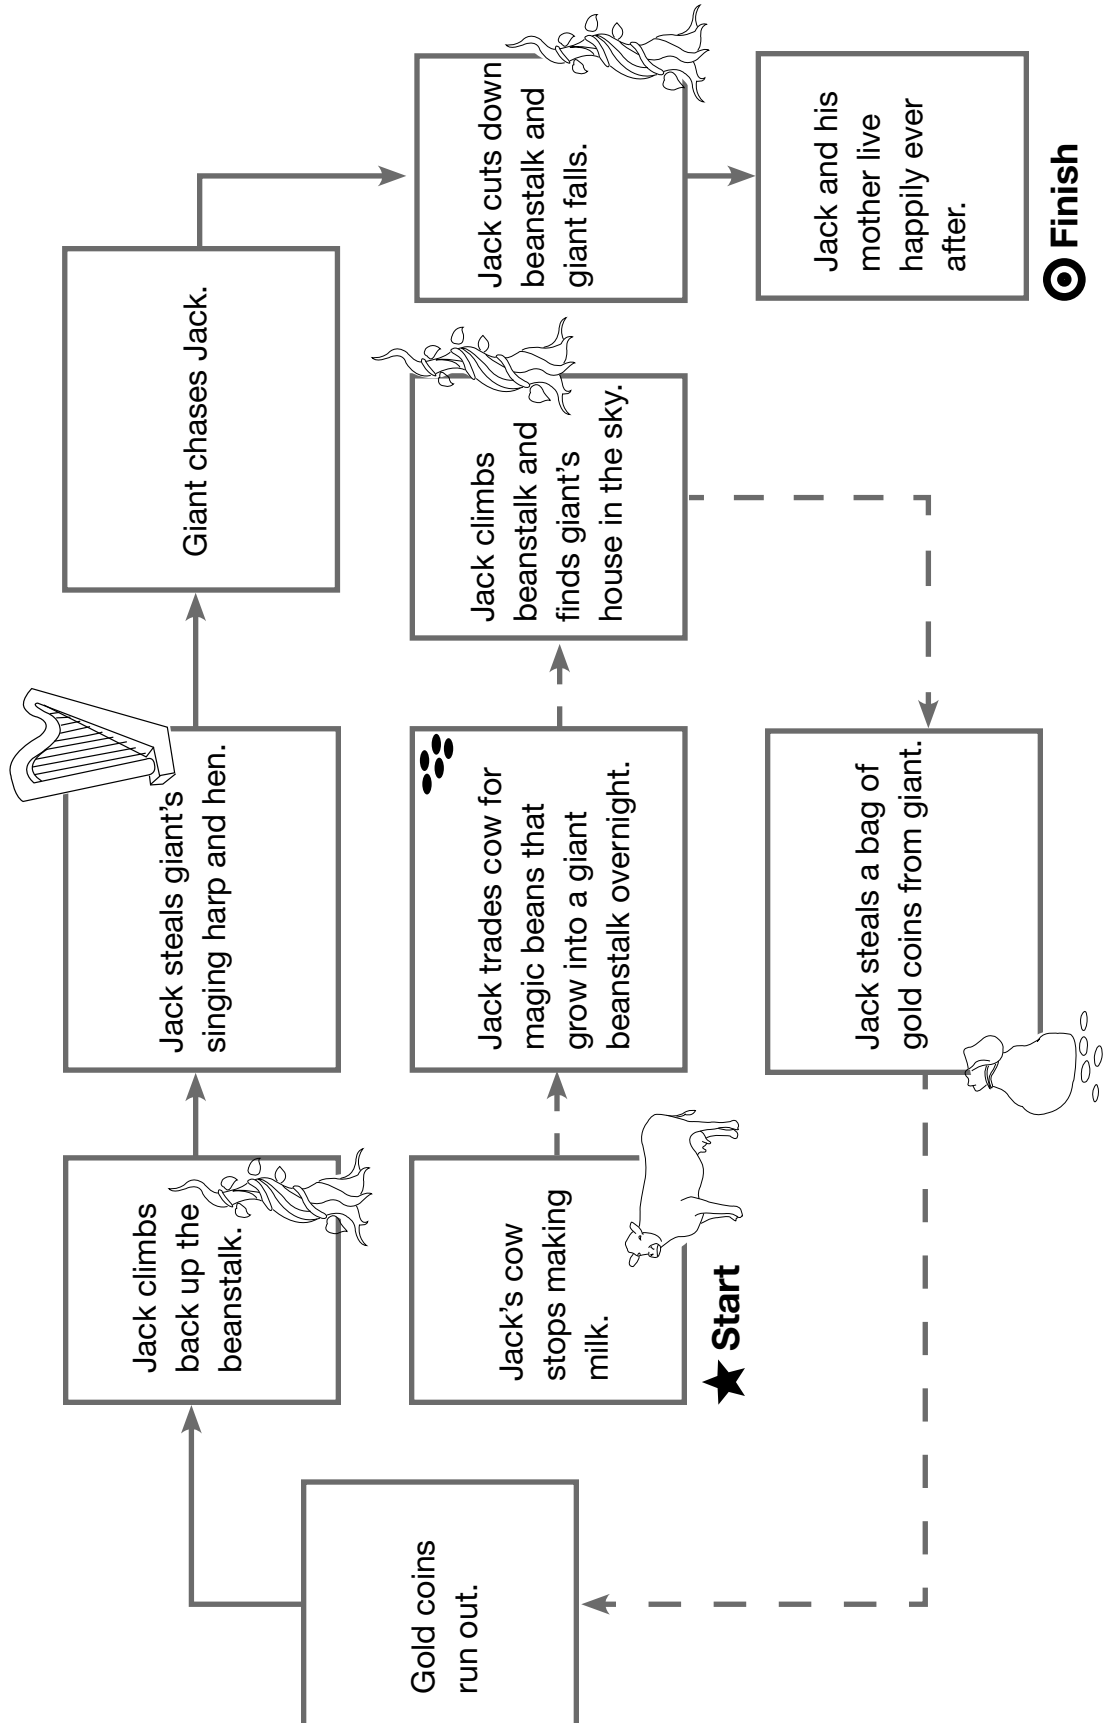 Jack's cow
stops making
milk.
Start
Jack trades cow for
magic beans that
grow into a giant
beanstalk overnight.
Jack climbs
beanstalk and
finds giant's
house in the sky.
Jack steals a bag of
gold coins from giant.
Gold coins
run out.
Jack climbs
back up the
beanstalk.
Jack steals giant's
singing harp and hen.
Giant chases Jack.
Jack cuts down
beanstalk and
giant falls.
Jack and his
mother live
happily ever
after.
Finish